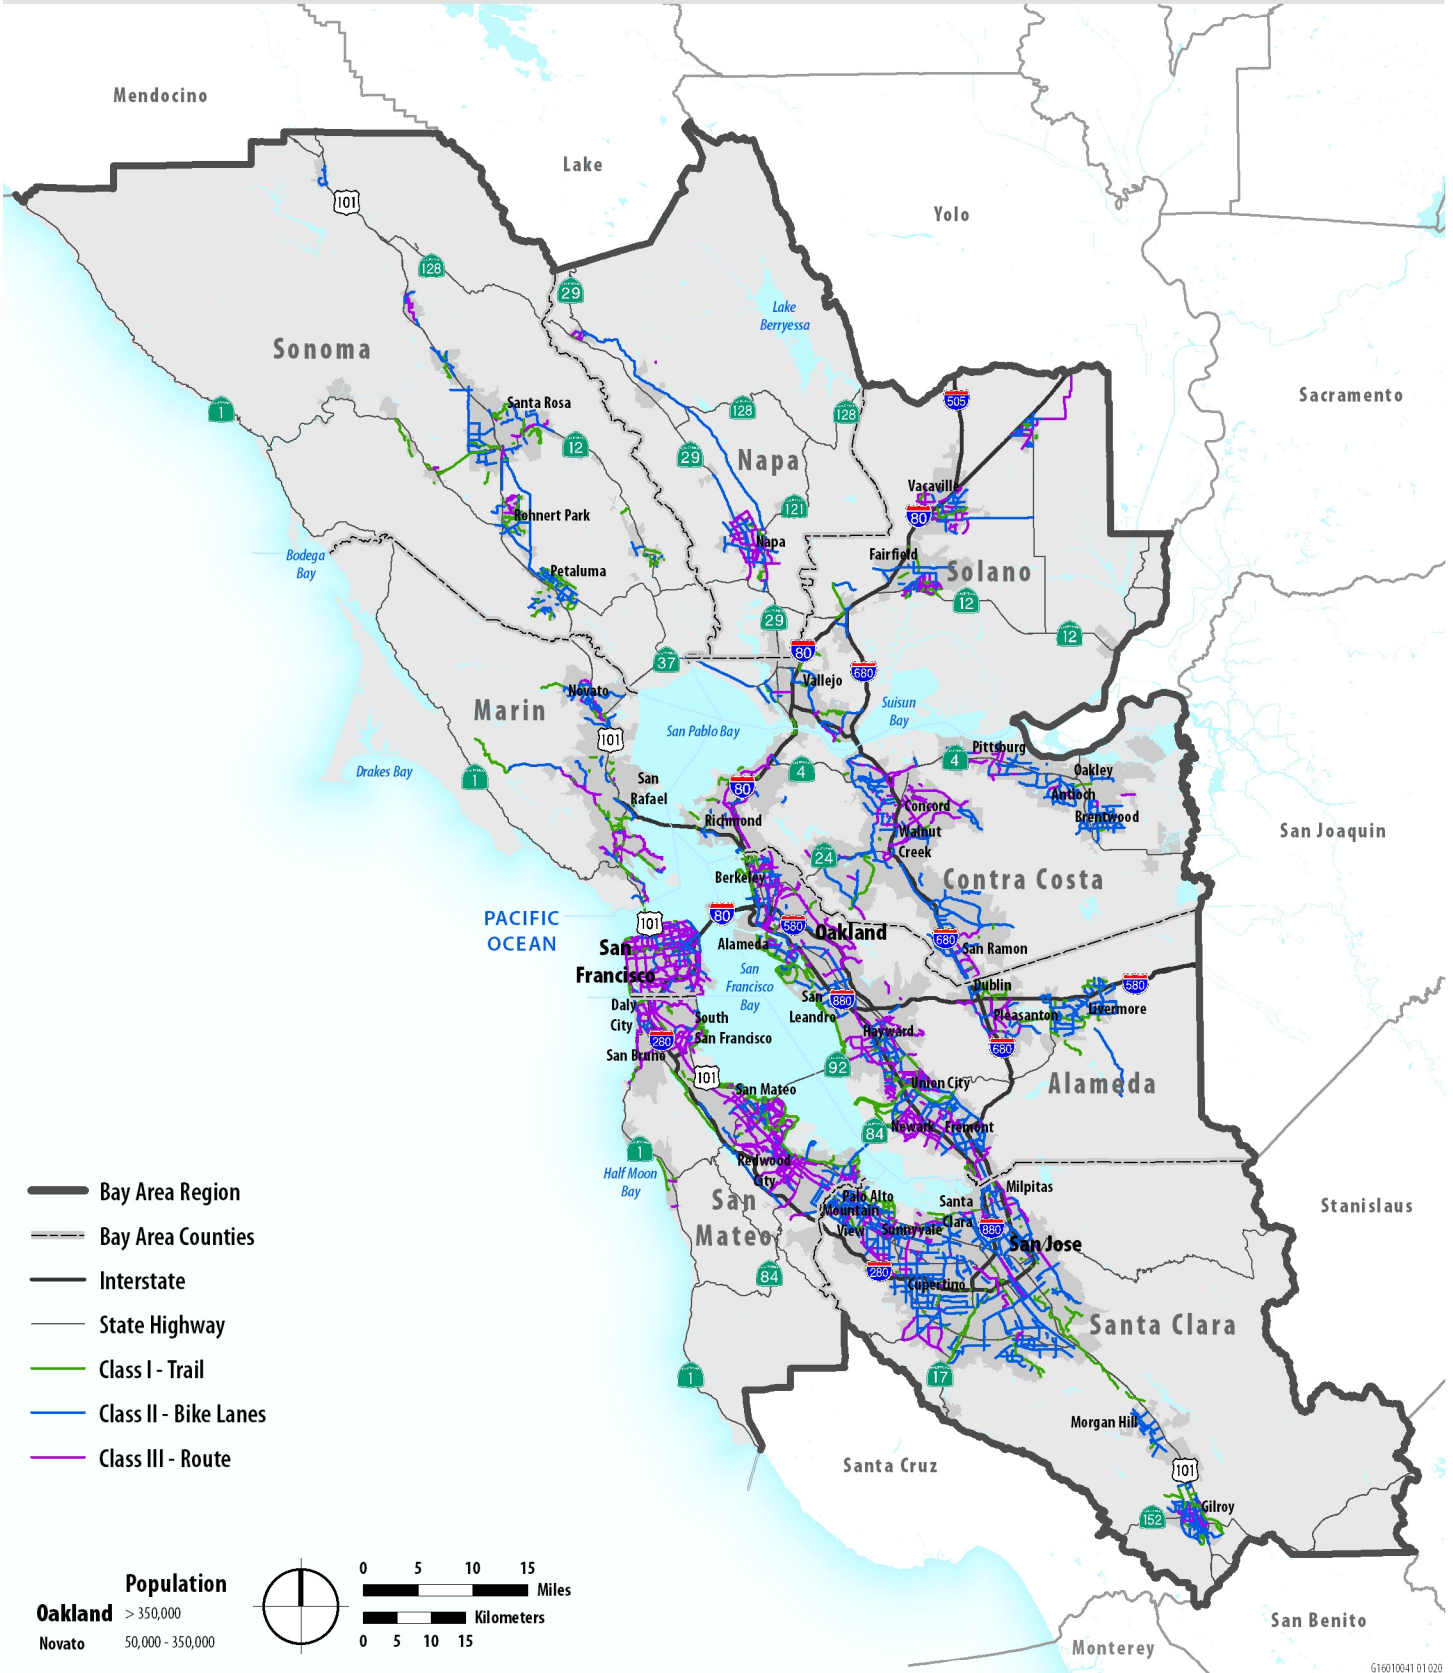 Mendocino
Lake
Yolo
101
128
29
Lake
Berryessa
Sonoma
Sacramento
505
1
128
128
Santa Rosa
12
29
Napa
Vacaville
121
80
Rohnert Park
Napa
Bodega
Bay
Fairfield
Solano
Petaluma
12
29
12
37
80
680
Vallejo
Novato
Marin
Suisun
Bay
San Pablo Bay
101
Pittsburg
4
4
Drakes Bay
1
San
Rafael
80
Oakley
Antioch
Concord
Richmond
Brentwood
Walnut
Creek
San Joaquin
24
Berkeley
Contra Costa
PACIFIC
OCEAN
101
80
580
Oakland
Alameda
680
San Ramon
San
Francisco
San
Francisco
Bay
Dublin
580
Daly
City
San
Leandro
880
Livermore
Pleasanton
South
San Francisco
Hayward
280
San Bruno
680
92
101
Union City
Alameda
San Mateo
84
Newark
Fremont
1
Half Moon
Bay
Redwood
City
Milpitas
Palo Alto
Santa
Clara
Mountain
View
Sunnyvale
880
San
Mateo
San Jose
Stanislaus
280
84
Cupertino
Santa Clara
1
17
Morgan Hill
Santa Cruz
101
Gilroy
152
San Benito
Monterey
Bay Area Region
Bay Area Counties
Interstate
State Highway
Class I - Trail
Class II - Bike Lanes
Class III - Route
Population
Oakland > 350,000
Novato 50,000 - 350,000
0 5 10 15
Miles
Kilometers
0 5 10 15
G16010041 01 020